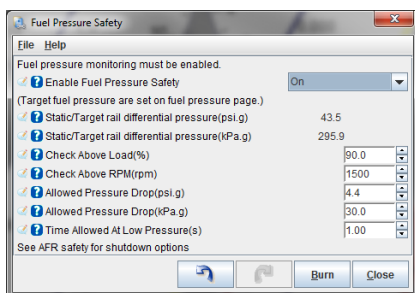 Fuel Pressure Safety
File Help
Fuel pressure monitoring must be enabled.
Enable Fuel Pressure Safety On
(Target fuel pressure are set on fuel pressure page.)
Static/Target rail differential pressure(psi.g) 43.5
Static/Target rail differential pressure(kPa.g) 295.9
Check Above Load(%) 90.0
Check Above RPM(rpm) 1500
Allowed Pressure Drop(psi.g) 4.4
Allowed Pressure Drop(kPa.g) 30.0
Time Allowed At Low Pressure(s) 1.00
See AFR safety for shutdown options
Burn Close